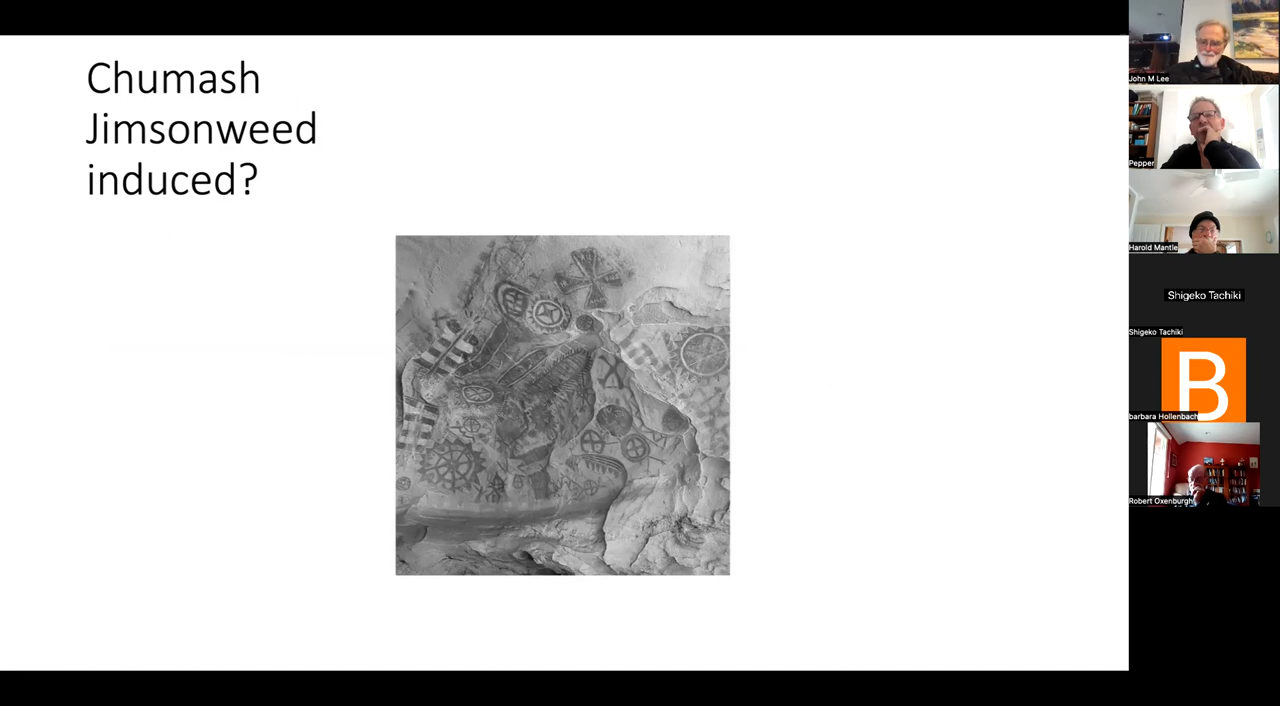 Chumash
Jimsonweed
induced?
John M Lee
Pepper
Harold Mantle
Shigeko Tachiki
Shigeko Tachiki
B
barbara Hollenbach
Robert Oxenburgh